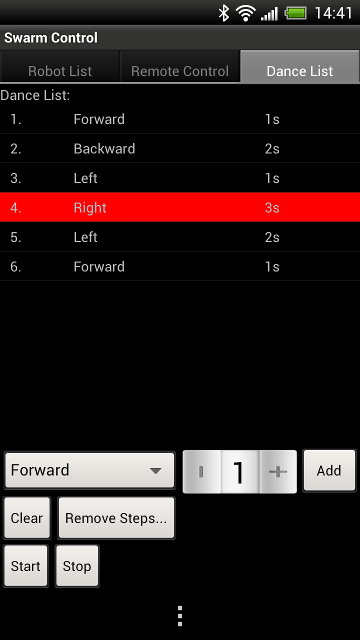 14:41
Swarm Control
Robot List Remote Control Dance List
Dance List:
1. Forward 1s
2. Backward 2s
3. Left 1s
4. Right 3s
5. Left 2s
6. Forward 1s
Forward 1 + Add
Clear Remove Steps...
Start Stop